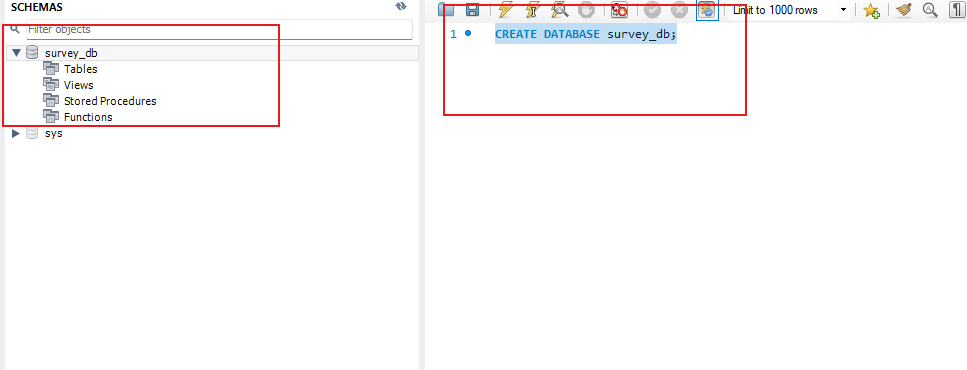 SCHEMAS
Filter objects
survey_db
Tables
Views
Stored Procedures
Functions
sys
Limit to 1000 rows
1
CREATE DATABASE survey_db;